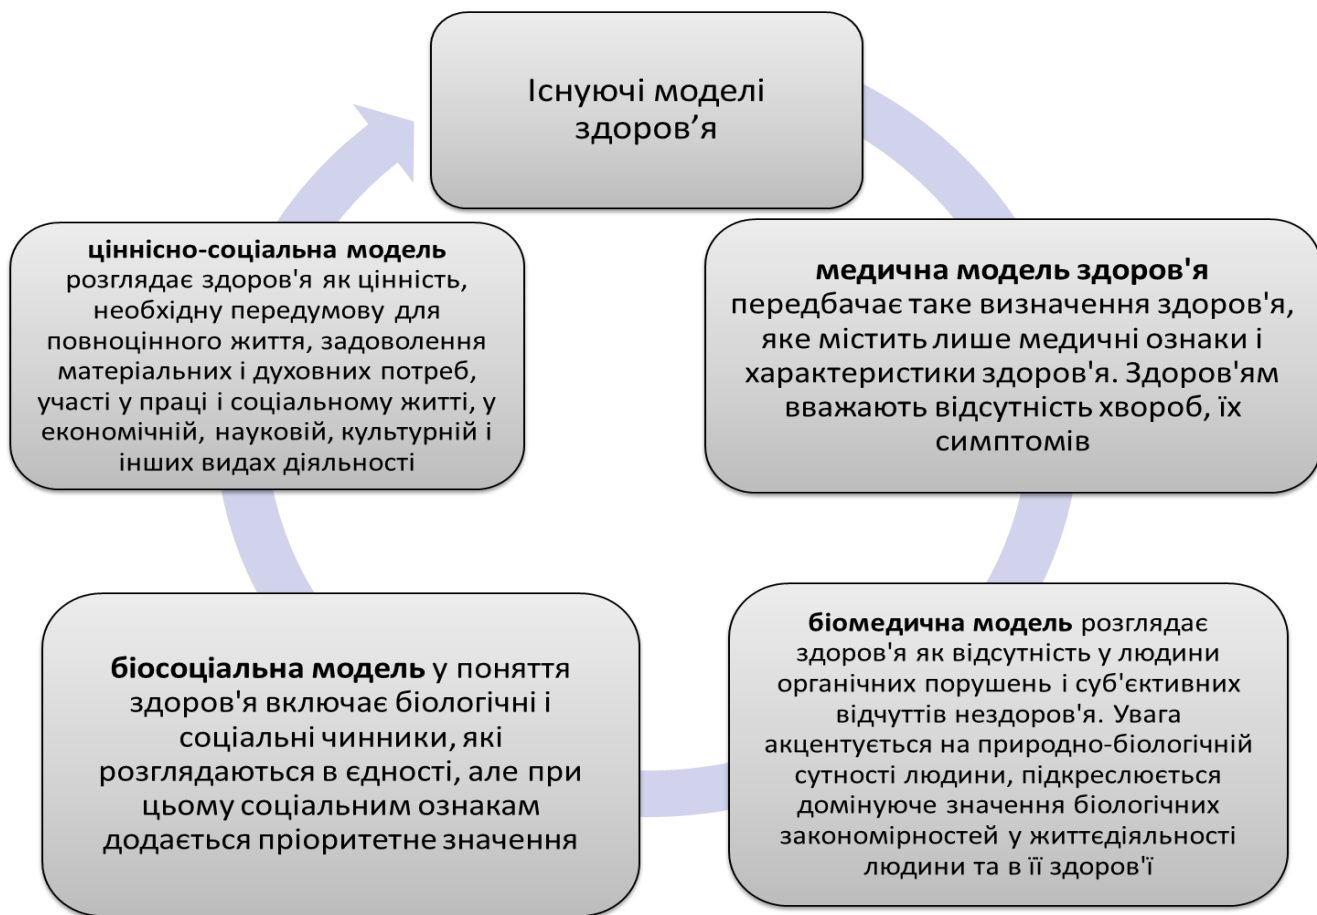 Існуючі моделі
здоров’я
медична модель здоров'я
передбачає таке визначення здоров'я,
яке містить лише медичні ознаки і
характеристики здоров'я. Здоров'ям
вважають відсутність хвороб, їх
симптомів
біомедична модель розглядає
здоров'я як відсутність у людини
органічних порушень і суб'єктивних
відчуттів нездоров'я. Увага
акцентується на природно-біологічній
сутності людини, підкреслюється
домінуюче значення біологічних
закономірностей у життєдіяльності
людини та в її здоров'ї
біосоціальна модель у поняття
здоров'я включає біологічні і
соціальні чинники, які
розглядаються в єдності, але при
цьому соціальним ознакам
додається пріоритетне значення
ціннісно-соціальна модель
розглядає здоров'я як цінність,
необхідну передумову для
повноцінного життя, задоволення
матеріальних і духовних потреб,
участі у праці і соціальному житті, у
економічній, науковій, культурній і
інших видах діяльності